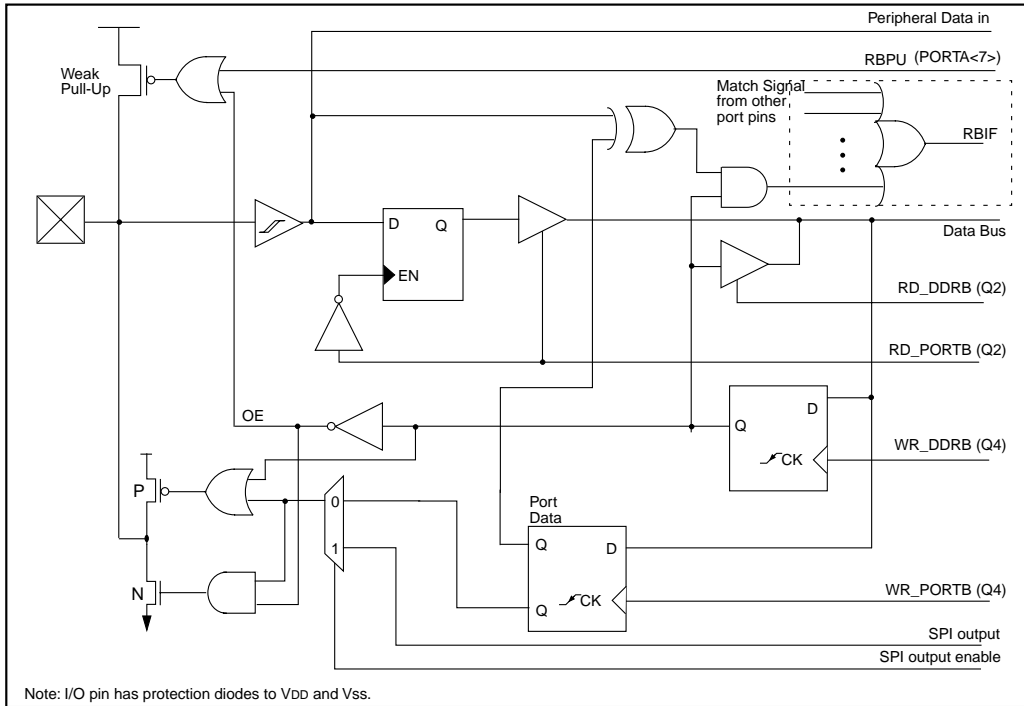 Peripheral Data in
RBPU (PORTA<7>)
Weak
Pull-Up
Match Signal
from other
port pins
RBIF
D
Q
EN
Data Bus
RD_DDRB (Q2)
RD_PORTB (Q2)
OE
D
Q
CK
WR_DDRB (Q4)
P
0
1
Port
Data
Q
D
N
Q
CK
WR_PORTB (Q4)
SPI output
SPI output enable
Note: I/O pin has protection diodes to VDD and Vss.